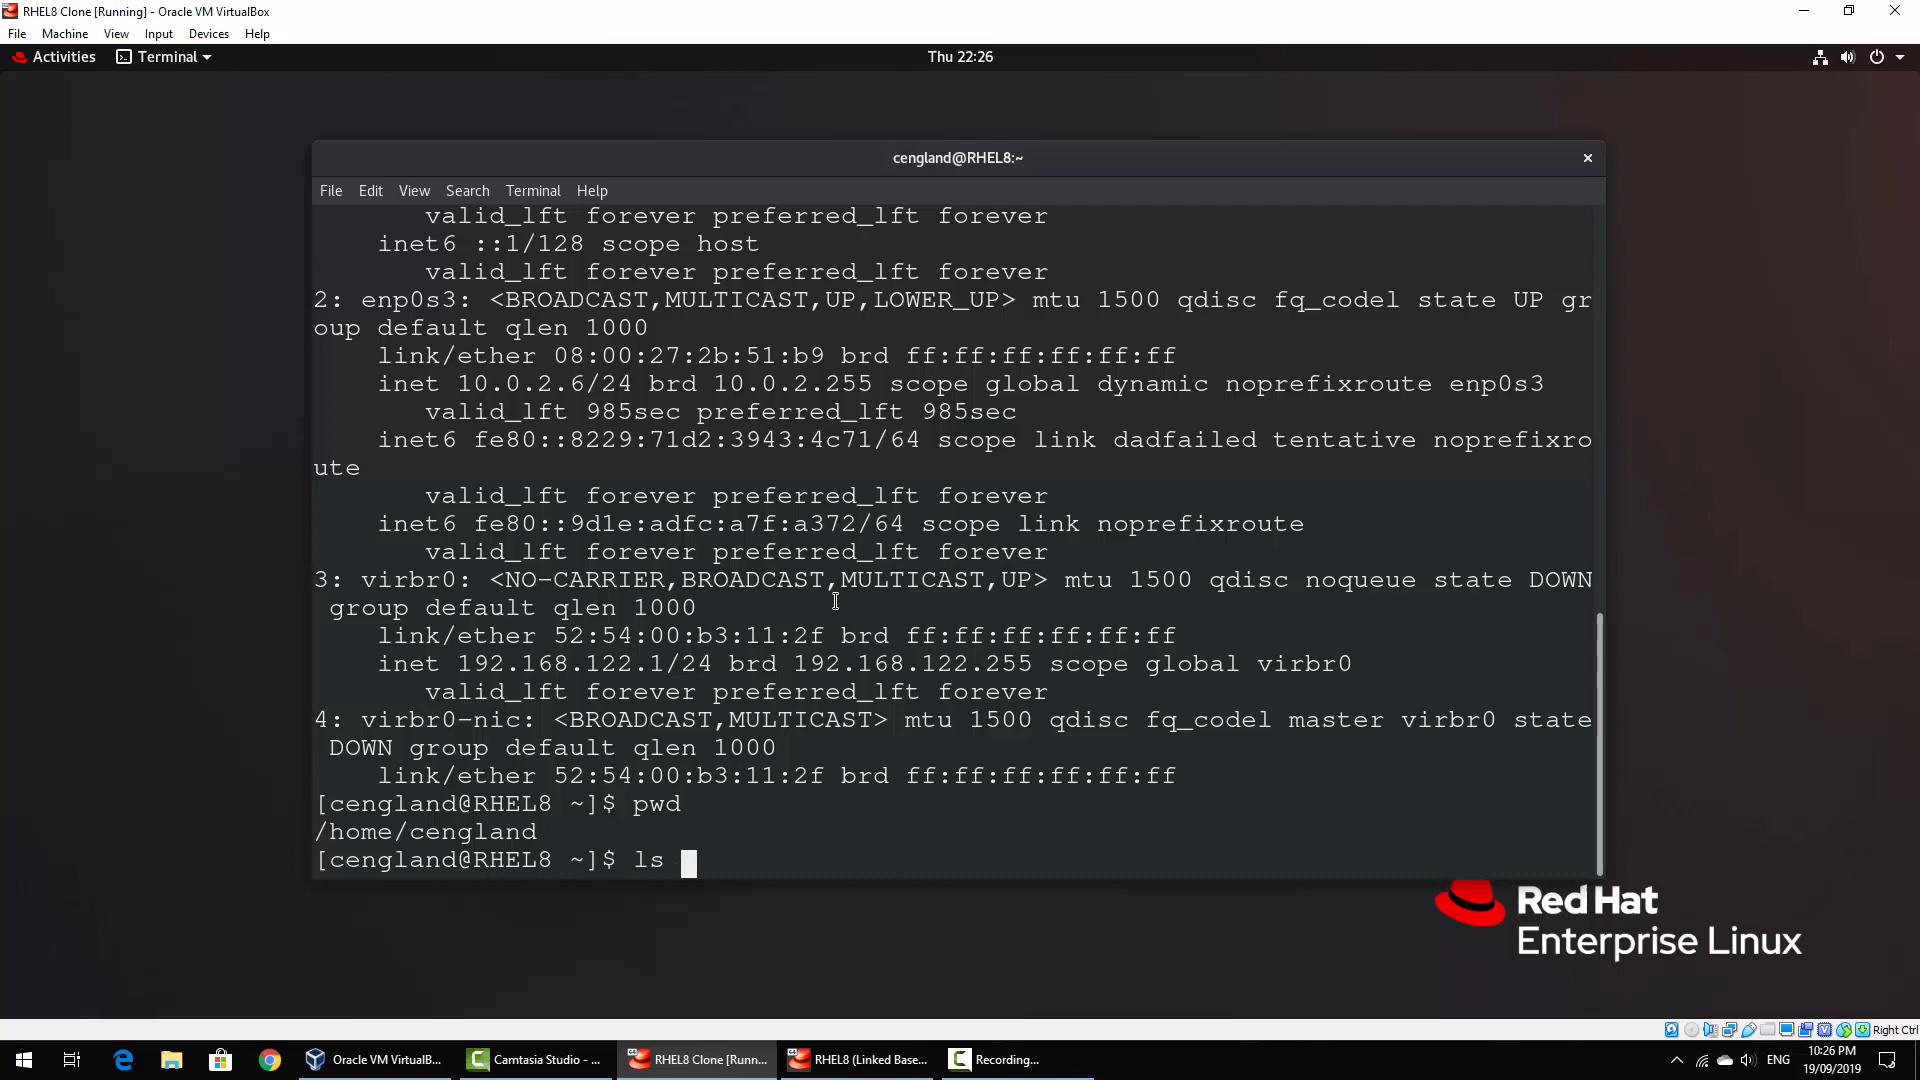 RHEL8 Clone [Running] - Oracle VM VirtualBox
File Machine View Input Devices Help
Activities Terminal Thu 22:26
cengland@RHEL8:~
File Edit View Search Terminal Help
valid_lft forever preferred_lft forever
inet6 ::1/128 scope host
valid_lft forever preferred_lft forever
2: enp0s3: <BROADCAST,MULTICAST,UP,LOWER_UP> mtu 1500 qdisc fq_codel state UP gr
oup default qlen 1000
link/ether 08:00:27:2b:51:b9 brd ff:ff:ff:ff:ff:ff
inet 10.0.2.6/24 brd 10.0.2.255 scope global dynamic noprefixroute enp0s3
valid_lft 985sec preferred_lft 985sec
inet6 fe80::8229:71d2:3943:4c71/64 scope link dadfailed tentative noprefixro
ute
valid_lft forever preferred_lft forever
inet6 fe80::9d1e:adfc:a7f:a372/64 scope link noprefixroute
valid_lft forever preferred_lft forever
3: virbr0: <NO-CARRIER,BROADCAST,MULTICAST,UP> mtu 1500 qdisc noqueue state DOWN
group default qlen 1000
link/ether 52:54:00:b3:11:2f brd ff:ff:ff:ff:ff:ff
inet 192.168.122.1/24 brd 192.168.122.255 scope global virbr0
valid_lft forever preferred_lft forever
4: virbr0-nic: <BROADCAST,MULTICAST> mtu 1500 qdisc fq_codel master virbr0 state
DOWN group default qlen 1000
link/ether 52:54:00:b3:11:2f brd ff:ff:ff:ff:ff:ff
[cengland@RHEL8 ~]$ pwd
/home/cengland
[cengland@RHEL8 ~]$ ls
Red Hat
Enterprise Linux
Right Ctrl
Oracle VM VirtualB... Camtasia Studio - ... RHEL8 Clone [Runn... RHEL8 (Linked Base... Recording... ENG 10:26 PM
19/09/2019